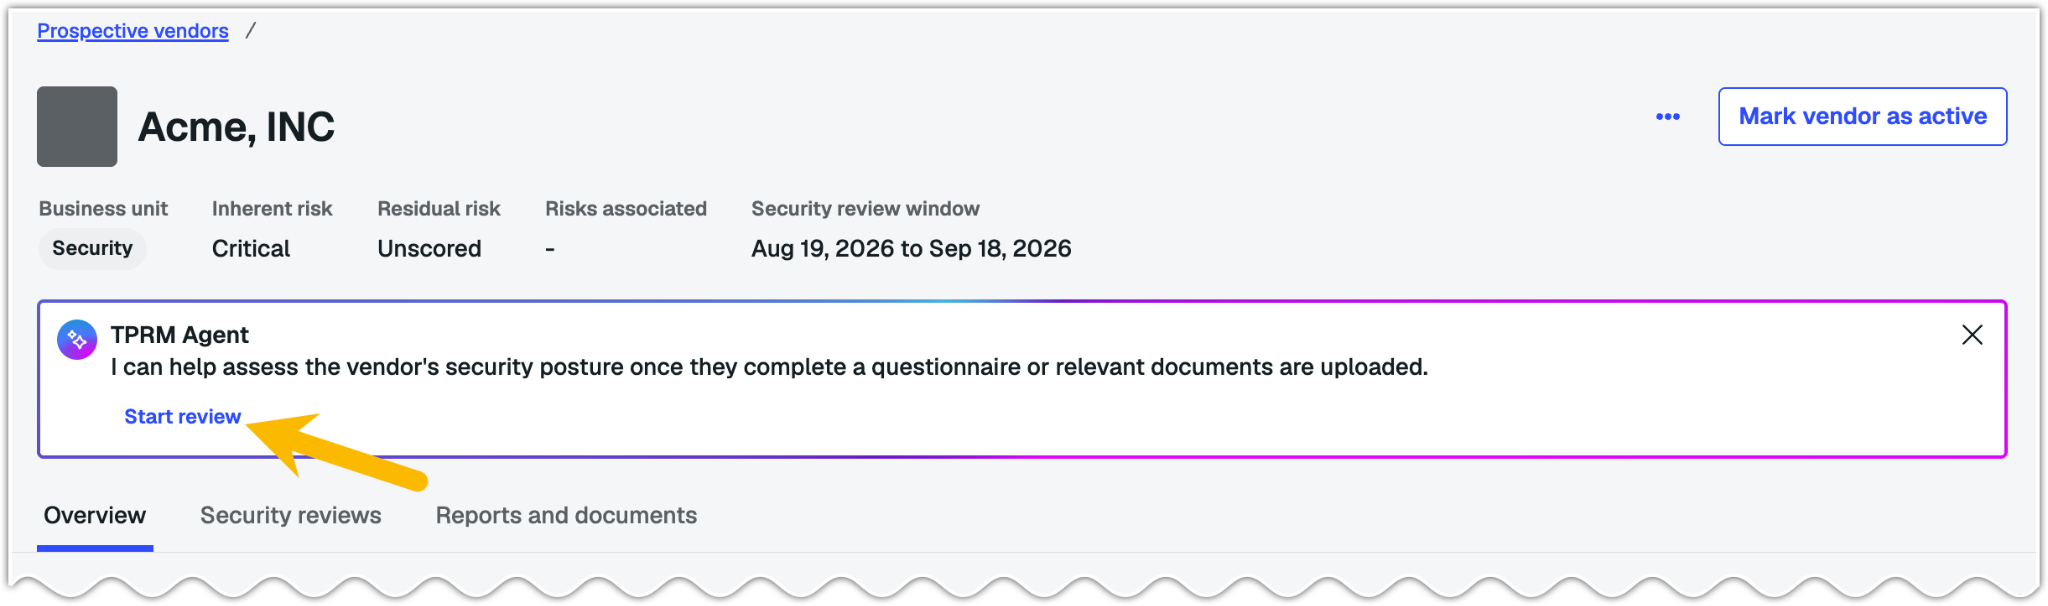 Prospective vendors /
Acme, INC
Mark vendor as active
Business unit Inherent risk Residual risk Risks associated Security review window
Security Critical Unscored - Aug 19, 2026 to Sep 18, 2026
TPRM Agent
I can help assess the vendor's security posture once they complete a questionnaire or relevant documents are uploaded.
Start review
Overview Security reviews Reports and documents